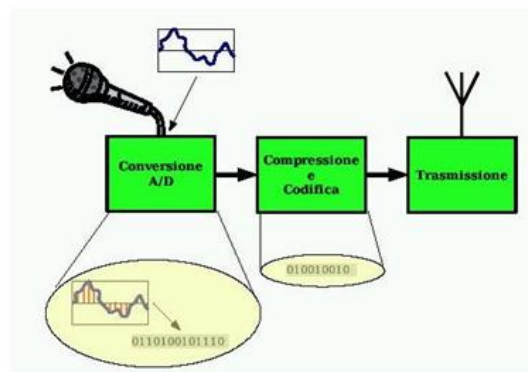 Conversione
A/D
Compressione
e
Codifica
Trasmissione
010010010
0110100101110